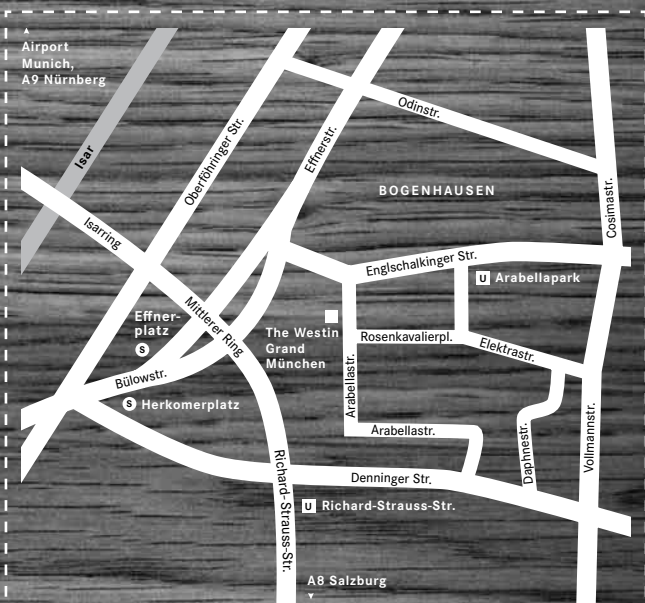 Airport
Munich,
A9 Nürnberg
Isar
Oberföhringer Str.
Effnerstr.
Odinstr.
BOGENHAUSEN
Cosimastr.
Isarring
Englschalkinger Str.
U Arabellapark
Mittlerer Ring
Effner-
platz
S
The Westin
Grand
München
Rosenkavalierpl.
Elektrastr.
Bülowstr.
S Herkomerplatz
Arabellastr.
Arabellastr.
Daphnestr.
Vollmannstr.
Denninger Str.
Richard-Strauss-Str.
U Richard-Strauss-Str.
A8 Salzburg